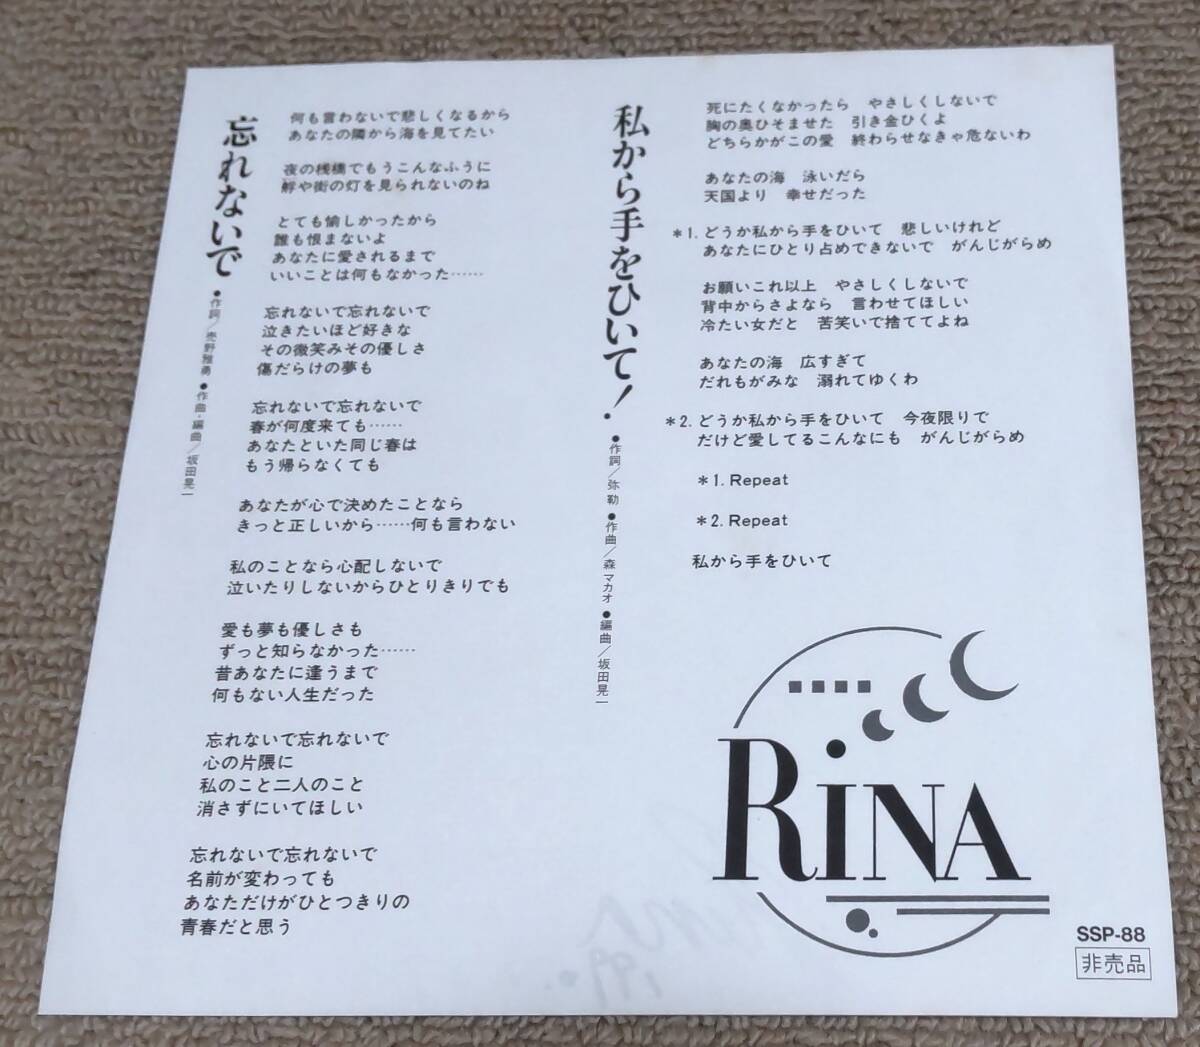 忘れないで
●作詞／売野雅勇 ●作曲・編曲／坂田晃一
何も言わないで悲しくなるから
あなたの隣から海を見てたい
夜の桟橋でもうこんなふうに
鮮や街の灯を見られないのね
とても愉しかったから
誰も恨まないよ
あなたに愛されるまで
いいことは何もなかった……
忘れないで忘れないで
泣きたいほど好きな
その微笑みその優しさ
傷だらけの夢も
忘れないで忘れないで
春が何度来ても……
あなたといた同じ春は
もう帰らなくても
あなたが心で決めたことなら
きっと正しいから……何も言わない
私のことなら心配しないで
泣いたりしないからひとりきりでも
愛も夢も優しさも
ずっと知らなかった……
昔あなたに逢うまで
何もない人生だった
忘れないで忘れないで
心の片隅に
私のこと二人のこと
消さずにいてほしい
忘れないで忘れないで
名前が変わっても
あなただけがひとつきりの
青春だと思う
私から手をひいて！
●作詞／弥勒 ●作曲／森マカオ ●編曲／坂田晃一
死にたくなかったら　やさしくしないで
胸の奥ひそませた　引き金ひくよ
どちらかがこの愛　終わらせなきゃ危ないわ
あなたの海　泳いだら
天国より　幸せだった
＊1. どうか私から手をひいて　悲しいけれど
あなたにひとり占めできないで　がんじがらめ
お願いこれ以上　やさしくしないで
背中からさよなら　言わせてほしい
冷たい女だと　苦笑いで捨ててよね
あなたの海　広すぎて
だれもがみな　溺れてゆくわ
＊2. どうか私から手をひいて　今夜限りで
だけど愛してるこんなにも　がんじがらめ
＊1. Repeat
＊2. Repeat
私から手をひいて
RiNA
SSP-88
非売品